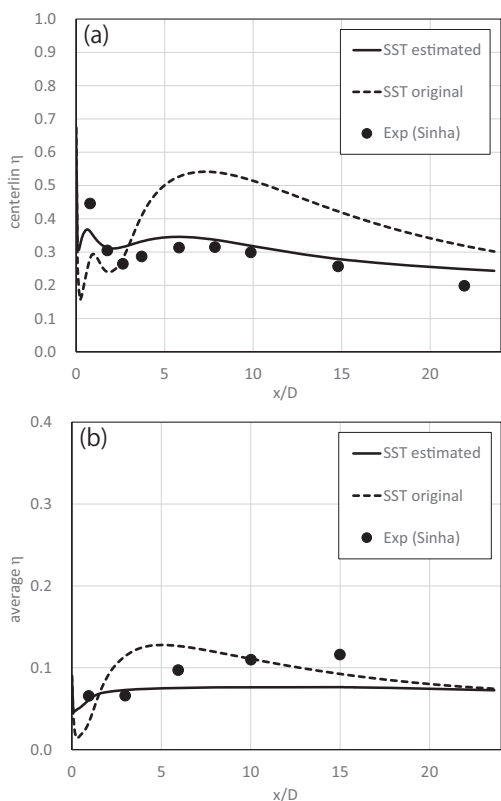 (a)
1.0
0.9
0.8
0.7
0.6
0.5
0.4
0.3
0.2
0.1
0.0
centerlin η
SST estimated
SST original
Exp (Sinha)
0
5
10
15
20
x/D
(b)
0.4
0.3
0.2
0.1
0.0
average η
SST estimated
SST original
Exp (Sinha)
0
5
10
15
20
x/D